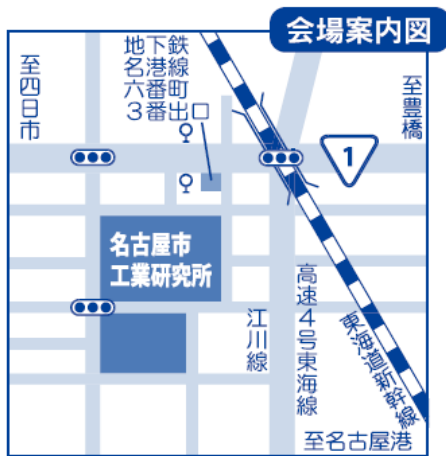 会場案内図
地下鉄
名港線
六番町
3番出口
至四日市
至豊橋
1
名古屋市
工業研究所
江川線
高速4号東海線
東海道新幹線
至名古屋港